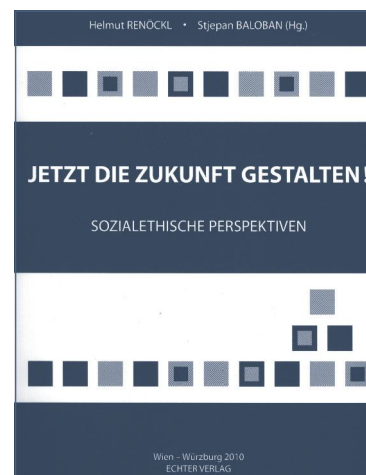 Helmut RENÖCKL • Stjepan BALOBAN (Hg.)
JETZT DIE ZUKUNFT GESTALTEN!
SOZIALETHISCHE PERSPEKTIVEN
Wien – Würzburg 2010
ECHTER VERLAG